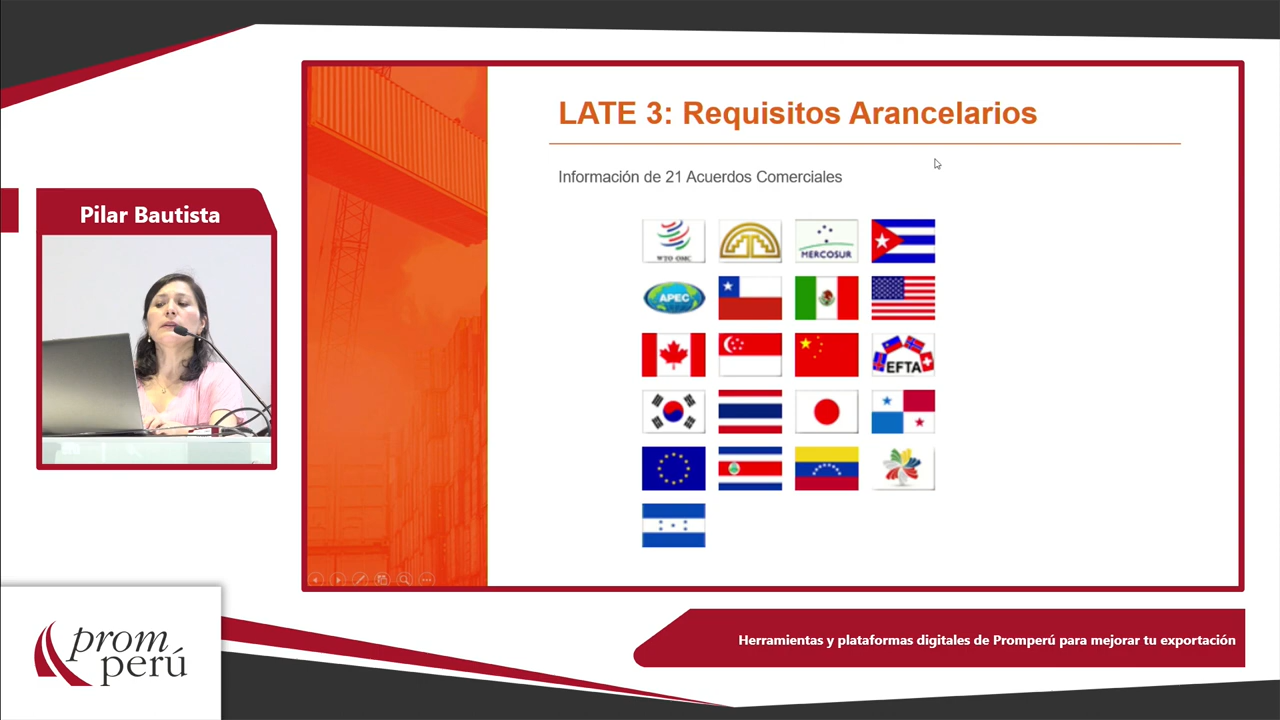 LATE 3: Requisitos Arancelarios
Información de 21 Acuerdos Comerciales
Pilar Bautista
WTO OMC
MERCOSUR
APEC
EFTA
prom
perú
Herramientas y plataformas digitales de Promperú para mejorar tu exportación